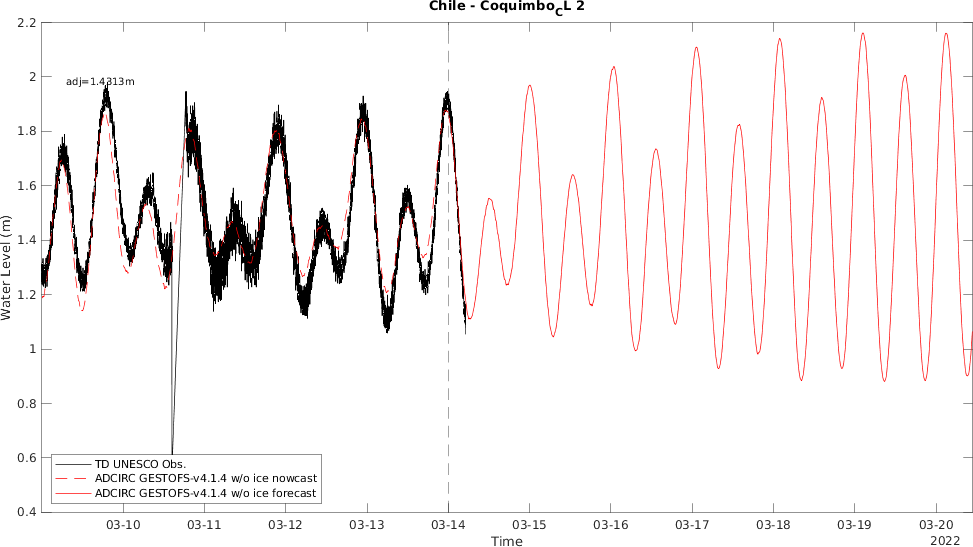 Chile - Coquimbo_CL 2
2.2
2
1.8
1.6
1.4
1.2
1
0.8
0.6
0.4
Water Level (m)
adj=1.4313m
TD UNESCO Obs.
ADCIRC GESTOFS-v4.1.4 w/o ice nowcast
ADCIRC GESTOFS-v4.1.4 w/o ice forecast
03-10 03-11 03-12 03-13 03-14 03-15 03-16 03-17 03-18 03-19 03-20
Time
2022